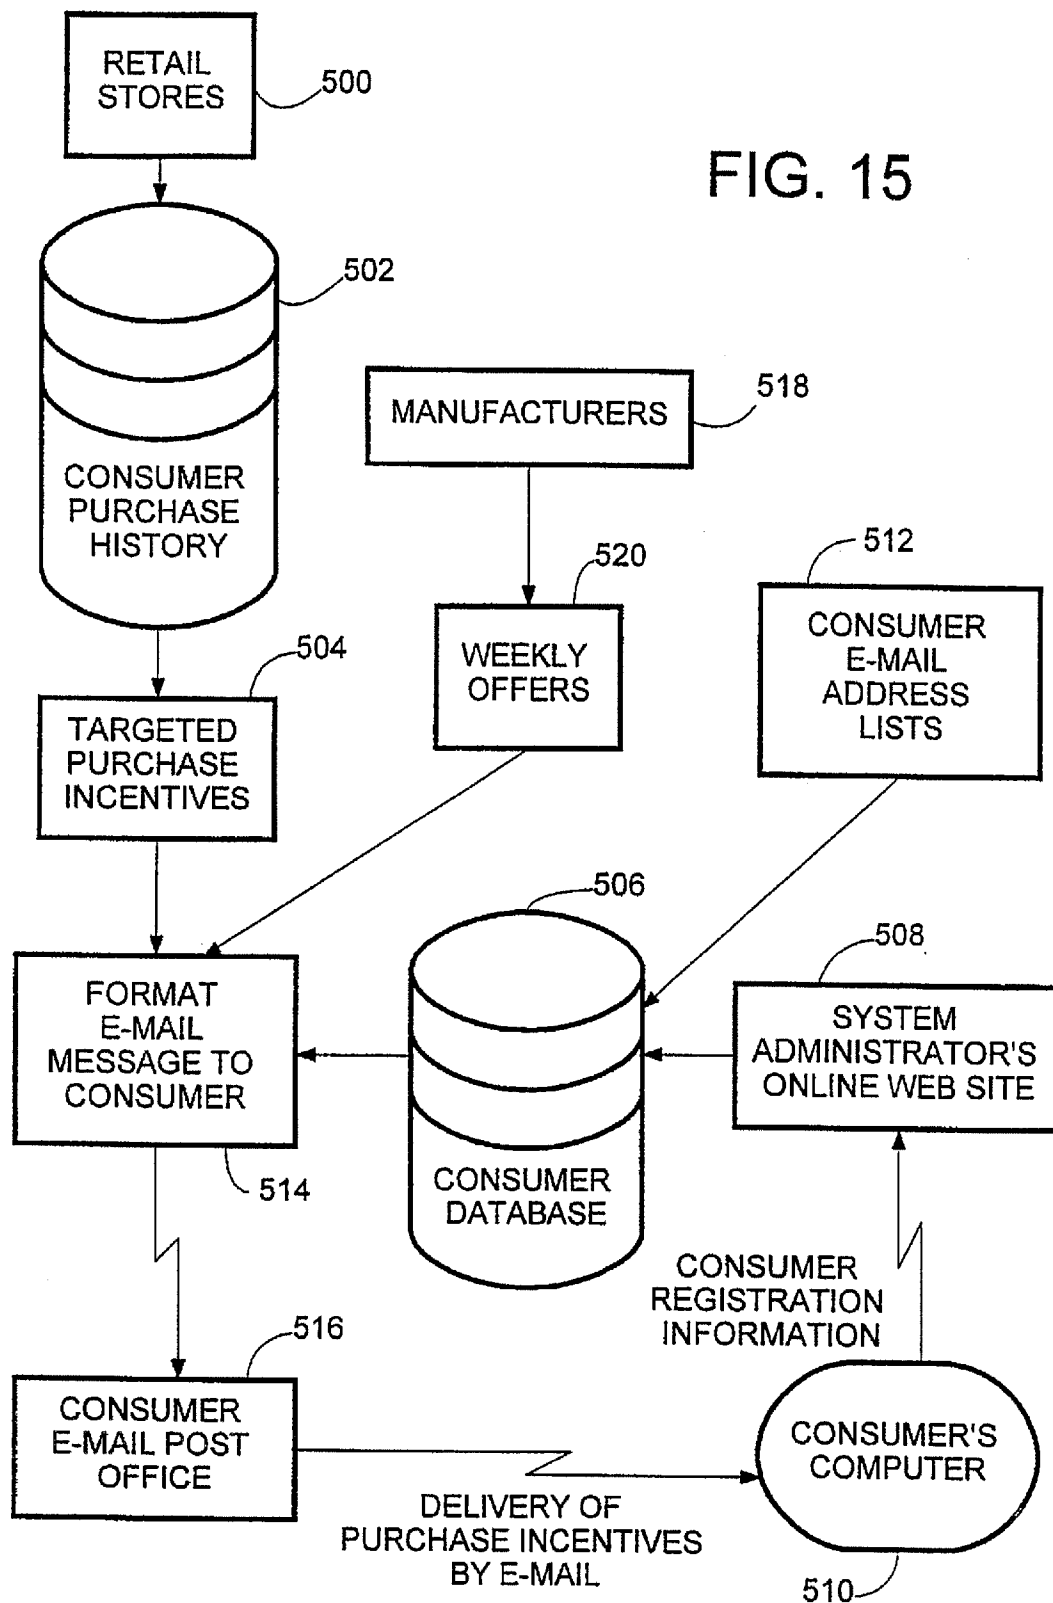 RETAIL
STORES
500
FIG. 15
502
CONSUMER
PURCHASE
HISTORY
MANUFACTURERS
518
520
WEEKLY
OFFERS
512
CONSUMER
E-MAIL
ADDRESS
LISTS
504
TARGETED
PURCHASE
INCENTIVES
506
CONSUMER
DATABASE
508
SYSTEM
ADMINISTRATOR'S
ONLINE WEB SITE
FORMAT
E-MAIL
MESSAGE TO
CONSUMER
514
CONSUMER
REGISTRATION
INFORMATION
516
CONSUMER
E-MAIL POST
OFFICE
DELIVERY OF
PURCHASE INCENTIVES
BY E-MAIL
CONSUMER'S
COMPUTER
510